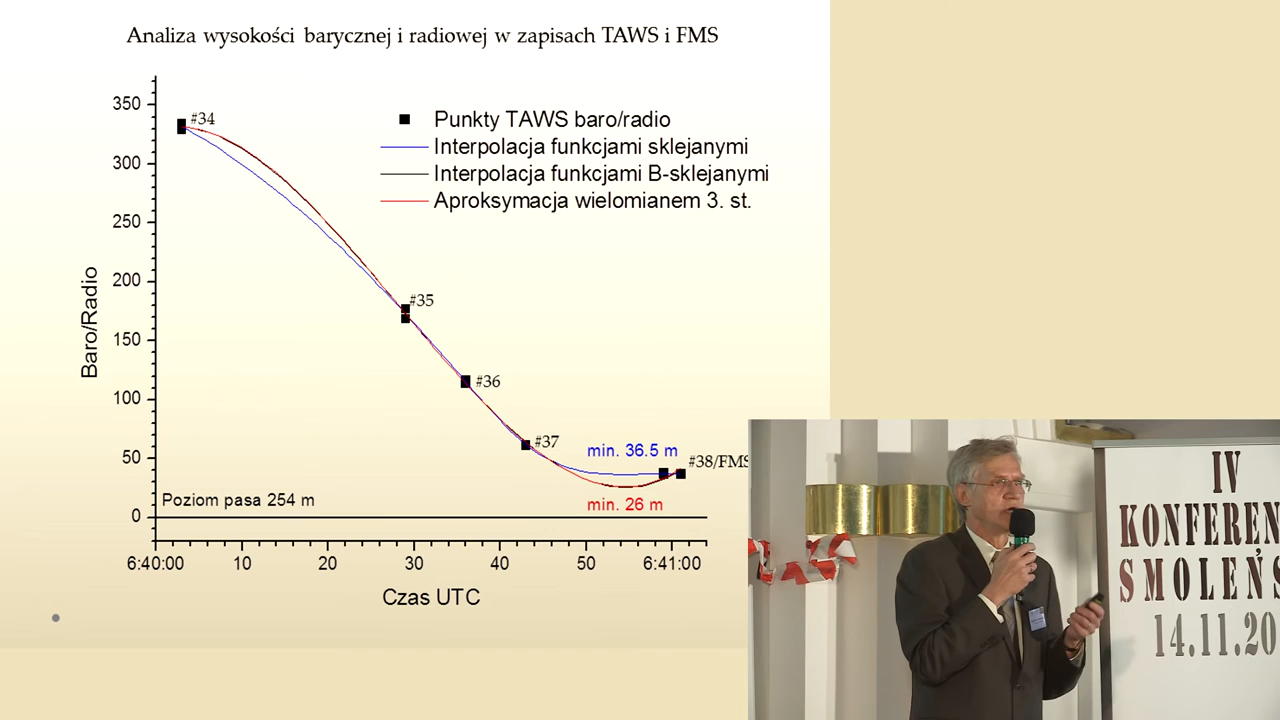 Analiza wysokości barycznej i radiowej w zapisach TAWS i FMS
350
300
250
200
150
100
50
0
Baro/Radio
#34
Punkty TAWS baro/radio
Interpolacja funkcjami sklejanymi
Interpolacja funkcjami B-sklejanymi
Aproksymacja wielomianem 3. st.
#35
#36
#37
min. 36.5 m
#38/FMS
min. 26 m
Poziom pasa 254 m
6:40:00 10 20 30 40 50 6:41:00
Czas UTC
IV
KONFEREN
SMOLEŃS
14.11.20